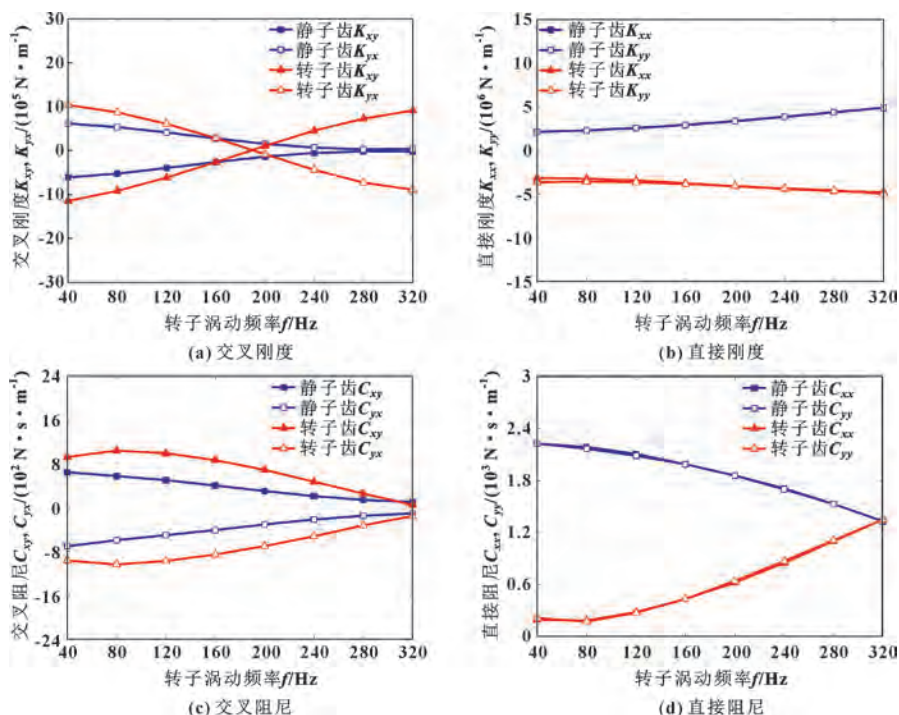 30
20
10
0
-10
-20
-30
交叉刚度Kxy, Kyx/(10⁵ N·m⁻¹)
静子齿Kxy
静子齿Kyx
转子齿Kxy
转子齿Kyx
40 80 120 160 200 240 280 320
转子涡动频率f/Hz
(a) 交叉刚度
15
10
5
0
-5
-10
-15
直接刚度Kxx, Kyy/(10⁶ N·m⁻¹)
静子齿Kxx
静子齿Kyy
转子齿Kxx
转子齿Kyy
40 80 120 160 200 240 280 320
转子涡动频率f/Hz
(b) 直接刚度
24
16
8
0
-8
-16
-24
交叉阻尼Cxy, Cyx/(10² N·s·m⁻¹)
静子齿Cxy
静子齿Cyx
转子齿Cxy
转子齿Cyx
40 80 120 160 200 240 280 320
转子涡动频率f/Hz
(c) 交叉阻尼
3
2.4
1.8
1.2
0.6
0
直接阻尼Cxx, Cyy/(10³ N·s·m⁻¹)
静子齿Cxx
静子齿Cyy
转子齿Cxx
转子齿Cyy
40 80 120 160 200 240 280 320
转子涡动频率f/Hz
(d) 直接阻尼